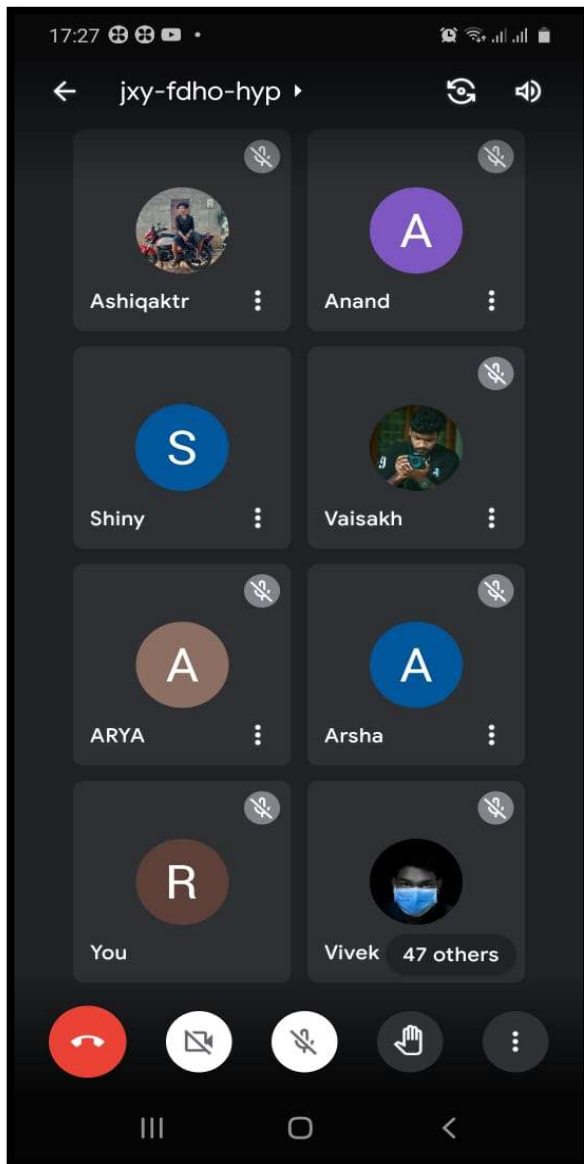 17:27
jxy-fdho-hyp
A
Ashiqaktr Anand
S
Shiny Vaisakh
A A
ARYA Arsha
R
You Vivek 47 others